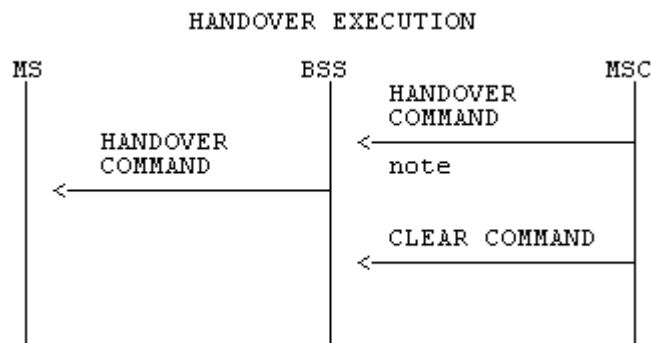 HANDOVER EXECUTION
MS BSS MSC
HANDOVER
COMMAND
note
HANDOVER
COMMAND
CLEAR COMMAND